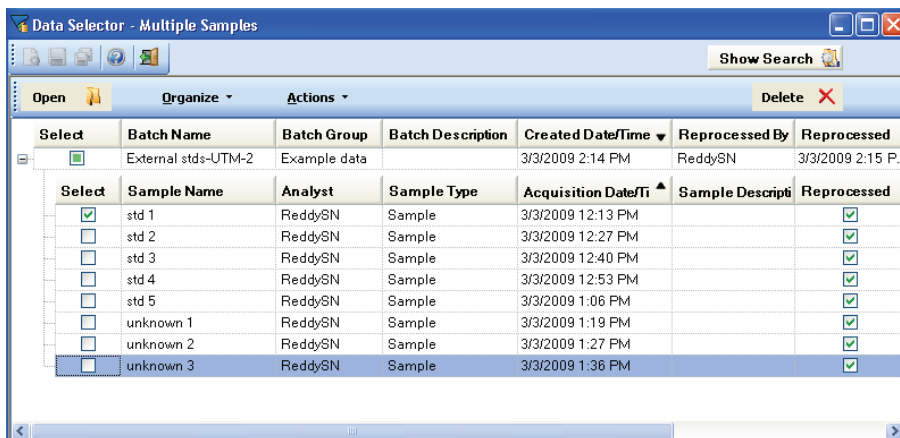 Data Selector - Multiple Samples
Show Search
Open Organize Actions Delete
Select Batch Name Batch Group Batch Description Created Date/Time Reprocessed By Reprocessed
External stds-UTM-2 Example data 3/3/2009 2:14 PM ReddySN 3/3/2009 2:15 P.
Select Sample Name Analyst Sample Type Acquisition Date/Ti Sample Descripti Reprocessed
std 1 ReddySN Sample 3/3/2009 12:13 PM
std 2 ReddySN Sample 3/3/2009 12:27 PM
std 3 ReddySN Sample 3/3/2009 12:40 PM
std 4 ReddySN Sample 3/3/2009 12:53 PM
std 5 ReddySN Sample 3/3/2009 1:06 PM
unknown 1 ReddySN Sample 3/3/2009 1:19 PM
unknown 2 ReddySN Sample 3/3/2009 1:27 PM
unknown 3 ReddySN Sample 3/3/2009 1:36 PM